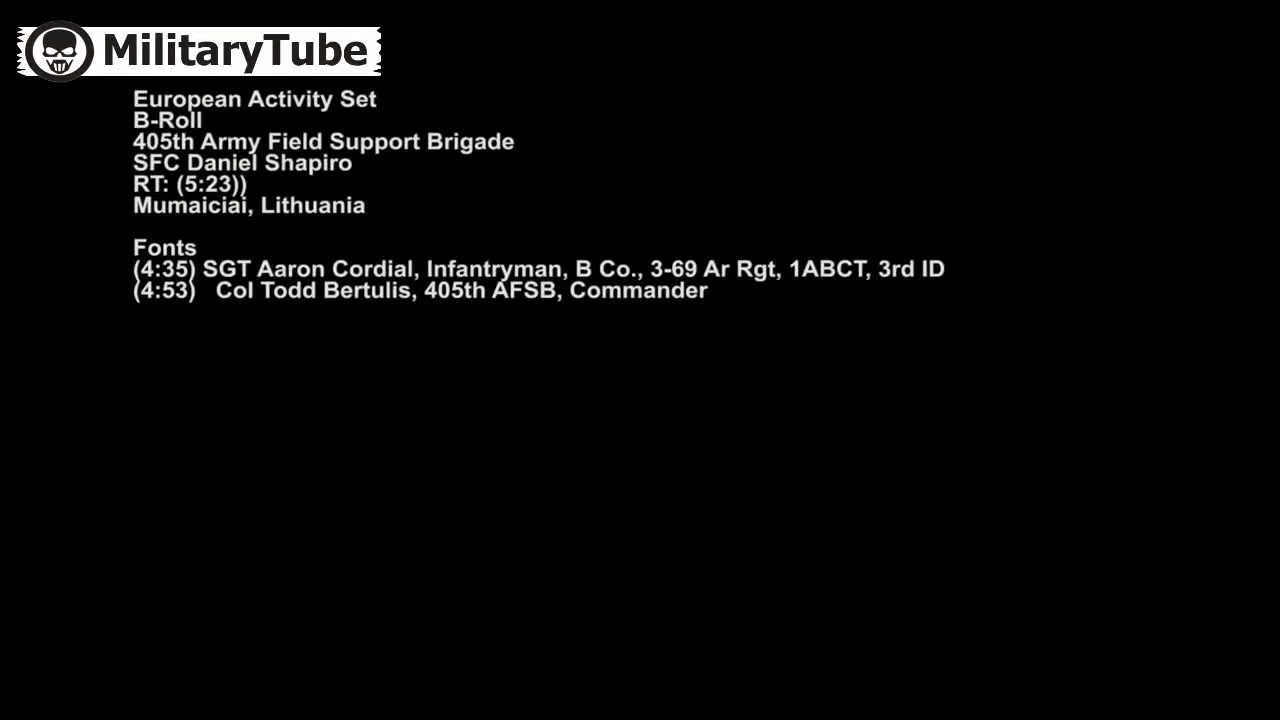 MilitaryTube
European Activity Set
B-Roll
405th Army Field Support Brigade
SFC Daniel Shapiro
RT: (5:23))
Mumaiciai, Lithuania
Fonts
(4:35) SGT Aaron Cordial, Infantryman, B Co., 3-69 Ar Rgt, 1ABCT, 3rd ID
(4:53) Col Todd Bertulis, 405th AFSB, Commander